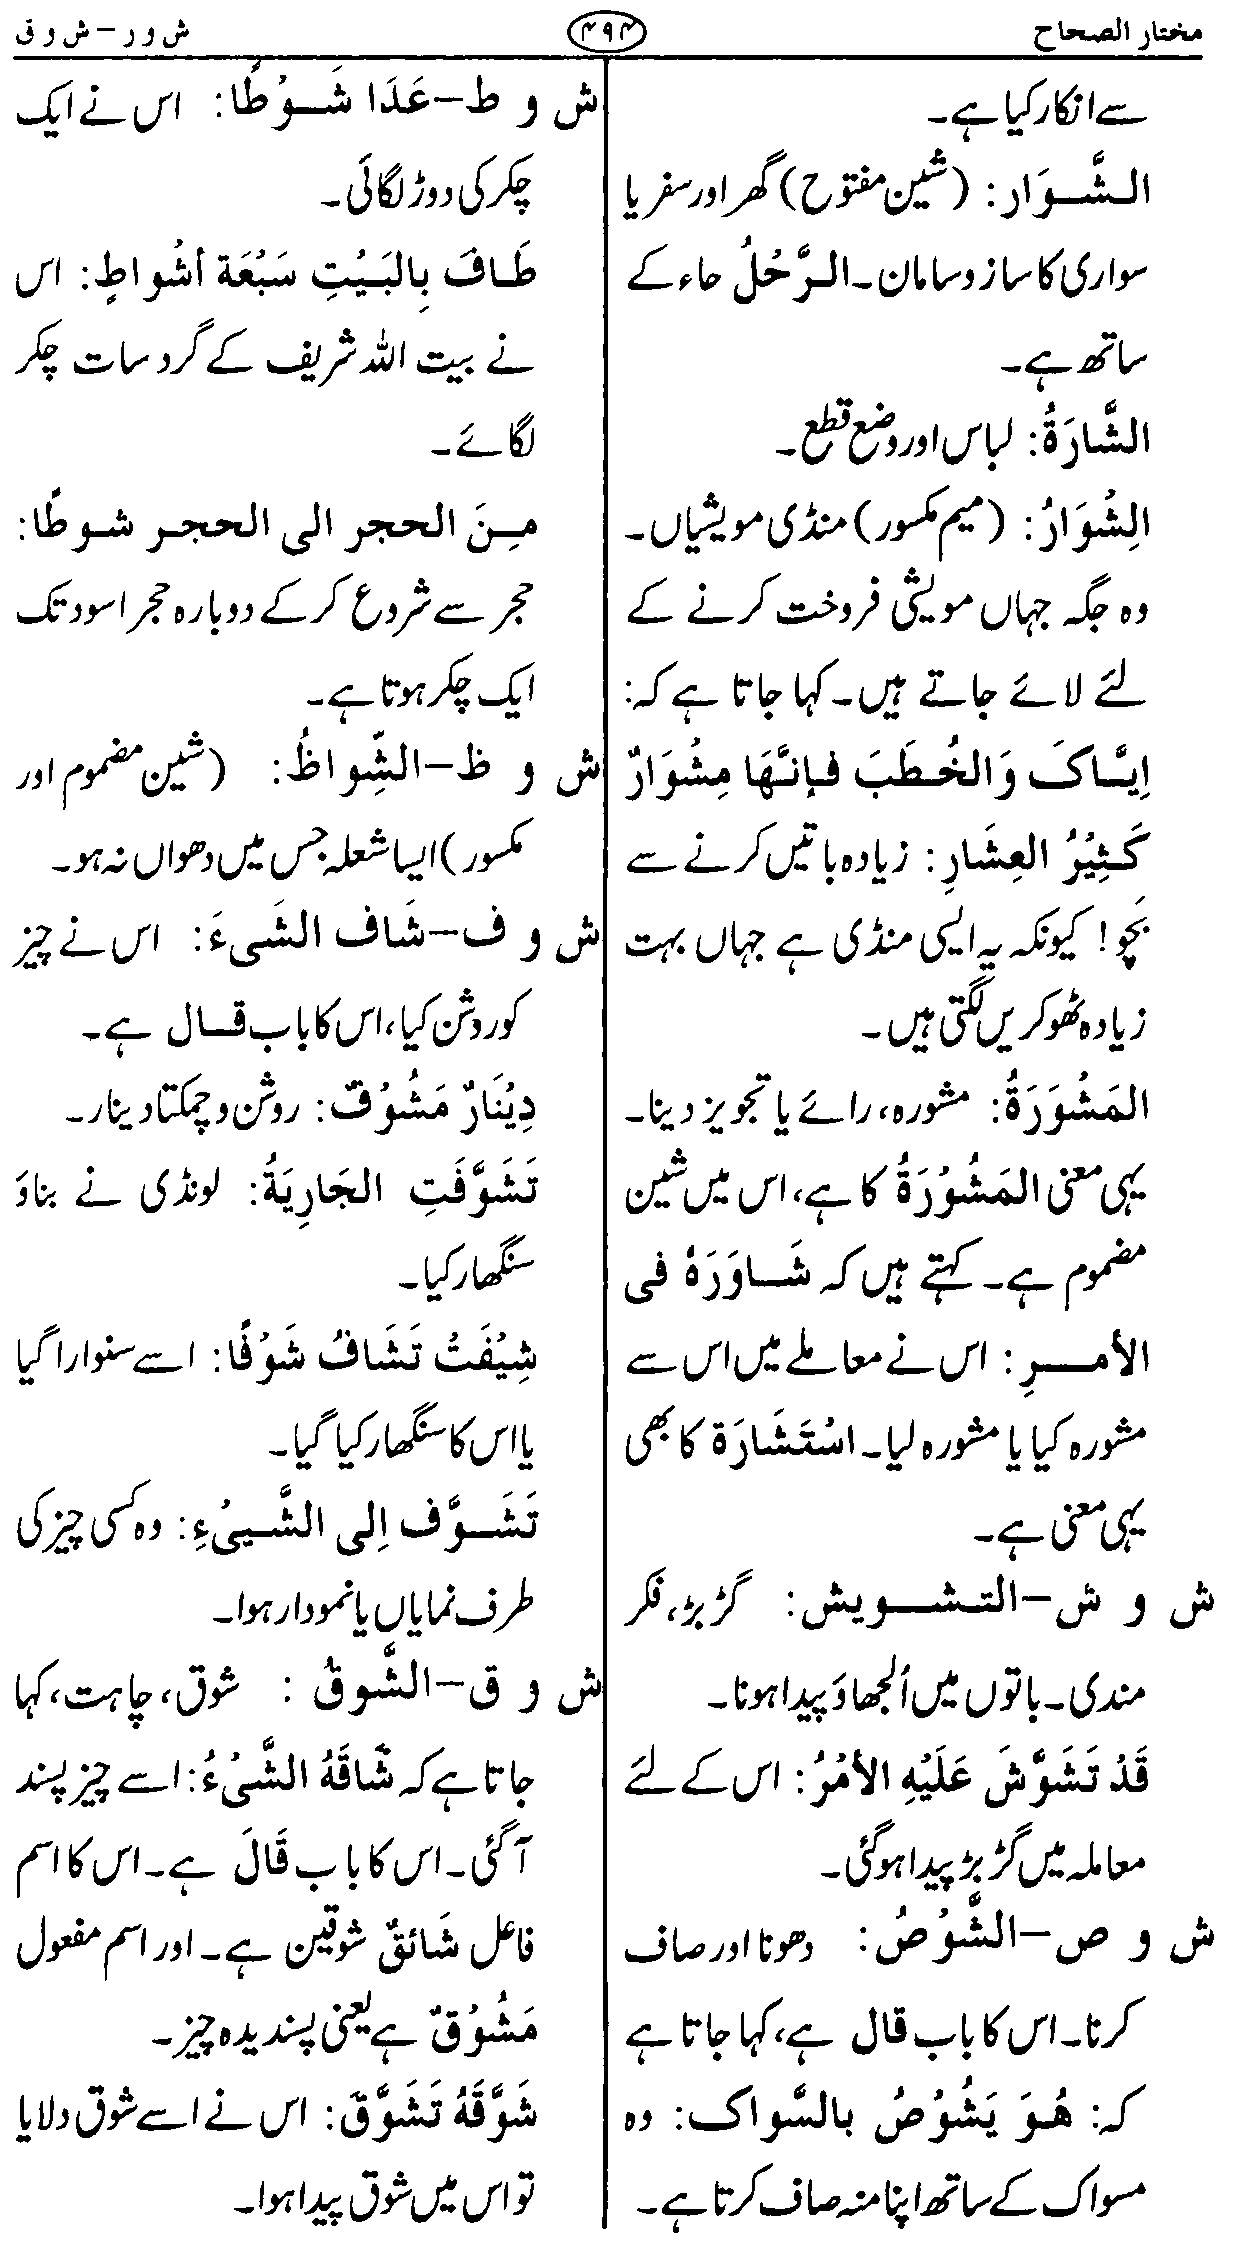 مختار الصحاح
۴۹۴
ش و ر – ش و ق
سے انکار کیا ہے۔
الشَّوَار: (شین مفتوح) گھر اور سفر یا
سواری کا ساز و سامان۔ الرَّحْلُ حاء کے
ساتھ ہے۔
الشَّارَةُ: لباس اور وضع قطع۔
الِشْوَارُ: (میم مکسور) منڈی مویشیاں۔
وہ جگہ جہاں مویشی فروخت کرنے کے
لئے لائے جاتے ہیں۔ کہا جاتا ہے کہ:
اِیَّاکَ وَالخُطَبَ فإنَّهَا مِشْوَارٌ
کَثِیْرُ العِشَارِ: زیادہ باتیں کرنے سے
بچو! کیونکہ یہ ایسی منڈی ہے جہاں بہت
زیادہ ٹھوکریں لگتی ہیں۔
المَشْوَرَةُ: مشورہ، رائے یا تجویز دینا۔
یہی معنی المَشُوْرَةُ کا ہے، اس میں شین
مضموم ہے۔ کہتے ہیں کہ شَاوَرَهُ فی
الأمرِ: اس نے معاملے میں اس سے
مشورہ کیا یا مشورہ لیا۔ اسْتَشَارَة کا بھی
یہی معنی ہے۔
ش و ش – التشویش: گڑبڑ، فکر
مندی۔ باتوں میں اُلجھاؤ پیدا ہونا۔
قَدْ تَشَوَّشَ عَلَیْهِ الأمْرُ: اس کے لئے
معاملہ میں گڑبڑ پیدا ہوگئی۔
ش و ص – الشَّوْصُ: دھونا اور صاف
کرنا۔ اس کا باب قال ہے، کہا جاتا ہے
کہ: هُوَ یَشُوْصُ بالسَّواک: وہ
مسواک کے ساتھ اپنا منہ صاف کرتا ہے۔
ش و ط – عَدَا شَوْطًا: اس نے ایک
چکر کی دوڑ لگائی۔
طَافَ بِالبَیْتِ سَبْعَة أشْواطٍ: اس
نے بیت اللہ شریف کے گرد سات چکر
لگائے۔
مِنَ الحجر الی الحجر شوطًا:
حجر سے شروع کر کے دوبارہ حجر اسود تک
ایک چکر ہوتا ہے۔
ش و ظ – الشِّواظُ: (شین مضموم اور
مکسور) ایسا شعلہ جس میں دھواں نہ ہو۔
ش و ف – شَاف الشَیءَ: اس نے چیز
کو روشن کیا، اس کا باب قال ہے۔
دِیْنَارٌ مَشُوْفٌ: روشن و چمکتا دینار۔
تَشَوَّفَتِ الجَارِیَةُ: لونڈی نے بناؤ
سنگھار کیا۔
شِیْفَتْ تَشَافُ شَوْفًا: اسے سنوارا گیا
یا اس کا سنگھار کیا گیا۔
تَشَوَّف اِلی الشَّیْیءِ: وہ کسی چیز کی
طرف نمایاں یا نمودار ہوا۔
ش و ق – الشَّوقُ: شوق، چاہت، کہا
جاتا ہے کہ شَاقَهُ الشَّیْءُ: اسے چیز پسند
آگئی۔ اس کا باب قَالَ ہے۔ اس کا اسم
فاعل شَائقٌ شوقین ہے۔ اور اسم مفعول
مَشُوْقٌ ہے یعنی پسندیدہ چیز۔
شَوَّقَهُ تَشَوَّقَ: اس نے اسے شوق دلایا
تو اس میں شوق پیدا ہوا۔